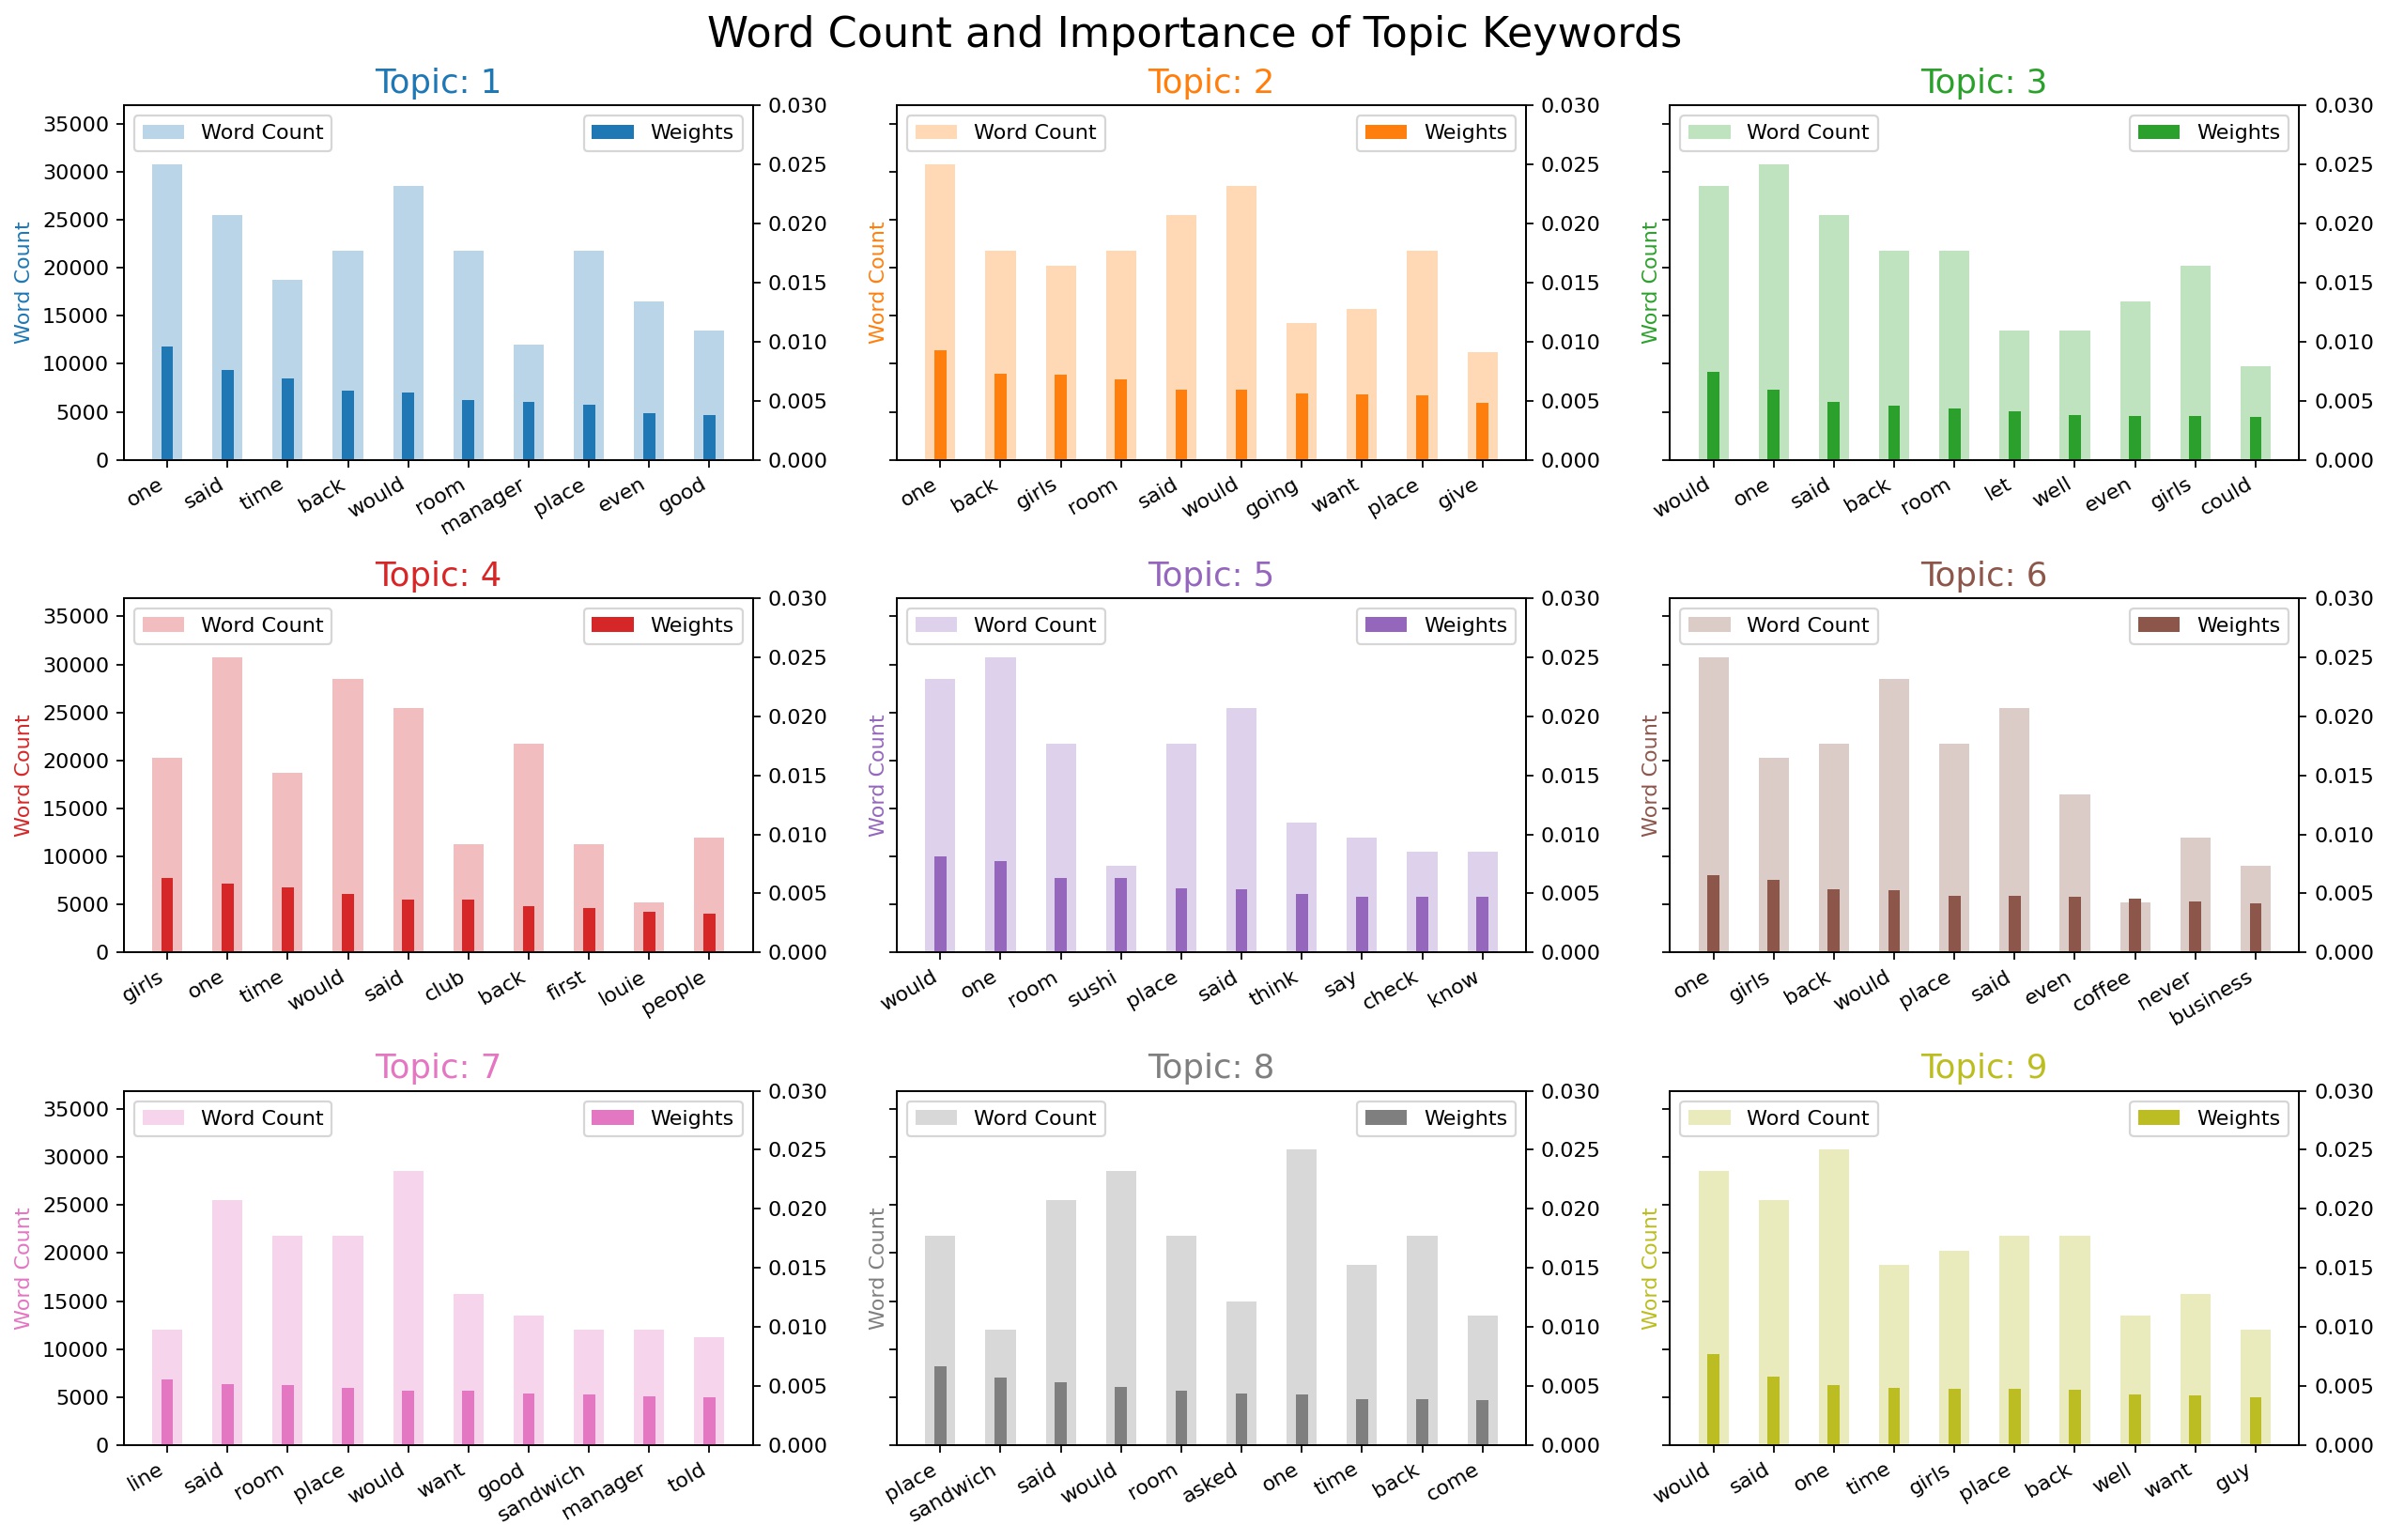 Word Count and Importance of Topic Keywords
Topic: 1
Topic: 2
Topic: 3
Word Count
35000
30000
25000
20000
15000
10000
5000
0
Word Count
Weights
0.030
0.025
0.020
0.015
0.010
0.005
0.000
one said time back would room manager place even good
Word Count
Word Count
Weights
0.030
0.025
0.020
0.015
0.010
0.005
0.000
one back girls room said would going want place give
Word Count
Word Count
Weights
0.030
0.025
0.020
0.015
0.010
0.005
0.000
would one said back room let well even girls could
Topic: 4
Topic: 5
Topic: 6
Word Count
35000
30000
25000
20000
15000
10000
5000
0
Word Count
Weights
0.030
0.025
0.020
0.015
0.010
0.005
0.000
girls one time would said club back first louie people
Word Count
Word Count
Weights
0.030
0.025
0.020
0.015
0.010
0.005
0.000
would one room sushi place said think say check know
Word Count
Word Count
Weights
0.030
0.025
0.020
0.015
0.010
0.005
0.000
one girls back would place said even coffee never business
Topic: 7
Topic: 8
Topic: 9
Word Count
35000
30000
25000
20000
15000
10000
5000
0
Word Count
Weights
0.030
0.025
0.020
0.015
0.010
0.005
0.000
line said room place would want good sandwich manager told
Word Count
Word Count
Weights
0.030
0.025
0.020
0.015
0.010
0.005
0.000
place sandwich said would room asked one time back come
Word Count
Word Count
Weights
0.030
0.025
0.020
0.015
0.010
0.005
0.000
would said one time girls place back well want guy